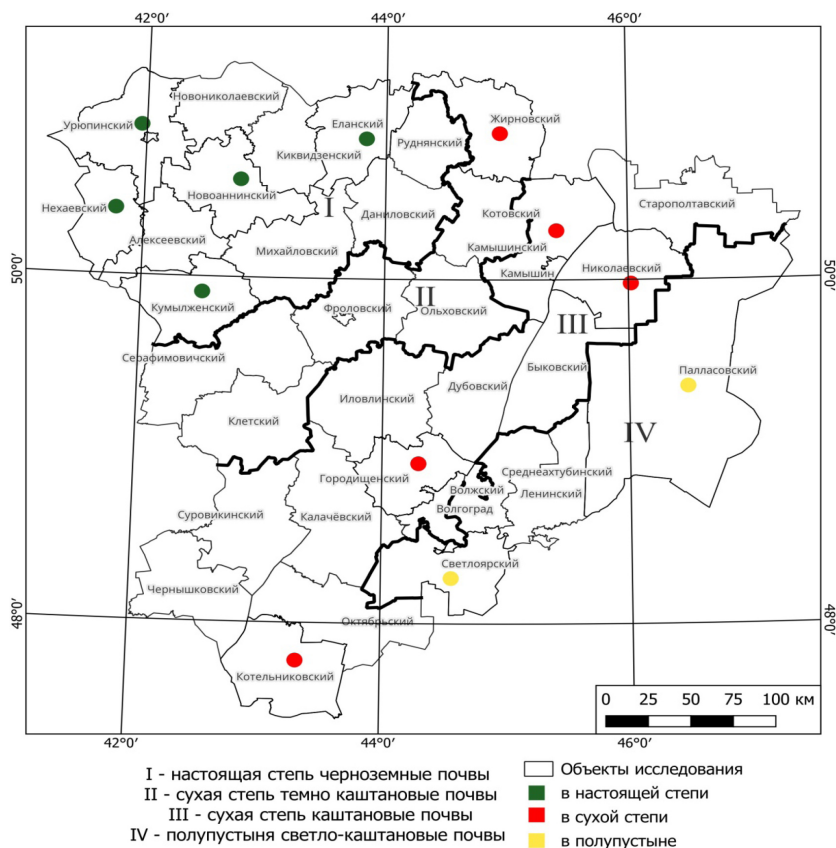 42°0′ 44°0′ 46°0′
Новониколаевский
Урюпинский
Еланский
Жирновский
Руднянский
Киквидзенский
Новоаннинский
Нехаевский
I
Даниловский
Котовский
Старополтавский
Алексеевский
Михайловский
Камышинский
50°0′
Камышин
Николаевский
50°0′
Кумылженский
Фроловский
II
Ольховский
III
Серафимовичский
Быковский
Палласовский
Дубовский
Иловлинский
Клетский
IV
Городищенский
Среднеахтубинский
Волжский
Ленинский
Суровикинский
Калачёвский
Волгоград
Светлоярский
Чернышковский
48°0′
Октябрьский
48°0′
Котельниковский
0 25 50 75 100 км
42°0′ 44°0′ 46°0′
I - настоящая степь черноземные почвы
II - сухая степь темно каштановые почвы
III - сухая степь каштановые почвы
IV - полупустыня светло-каштановые почвы
Объекты исследования
в настоящей степи
в сухой степи
в полупустыне